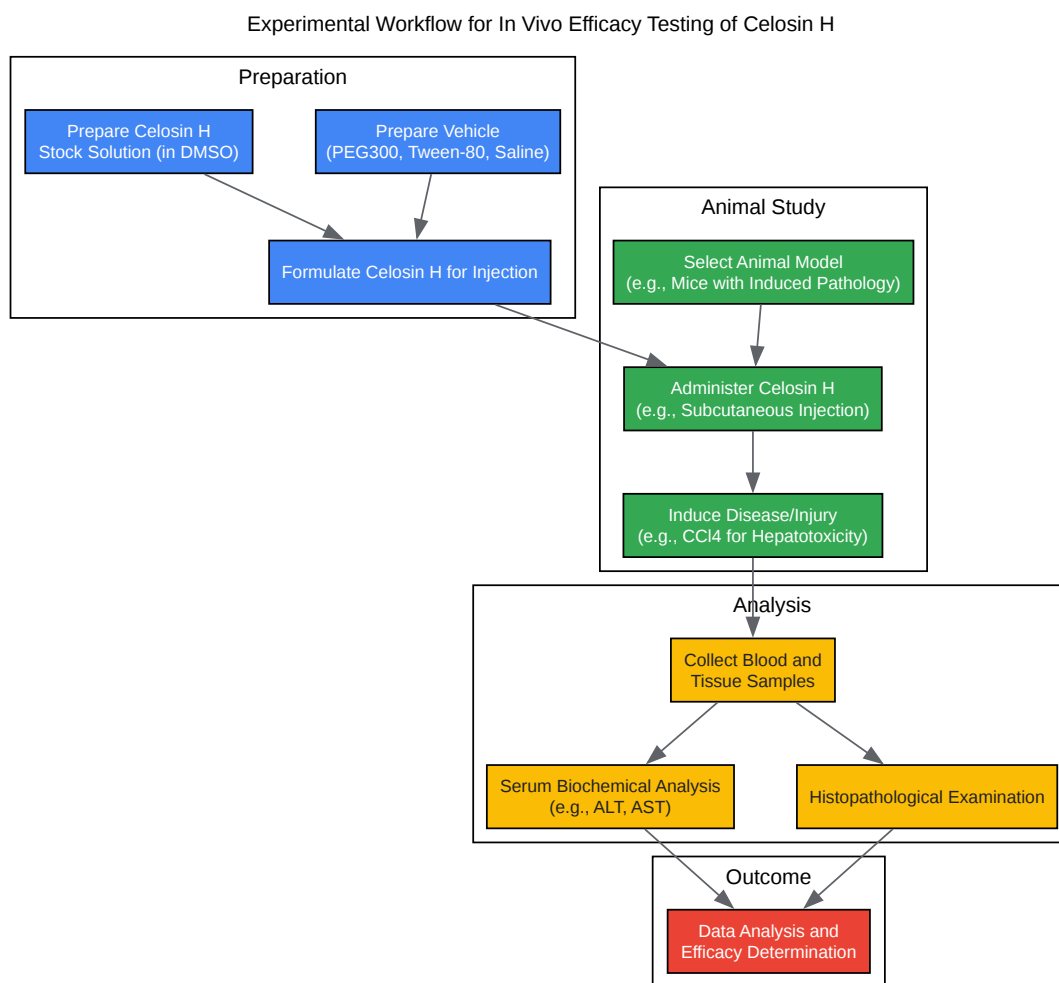 Experimental Workflow for In Vivo Efficacy Testing of Celosin H
Preparation
Prepare Celosin H
Stock Solution (in DMSO)
Prepare Vehicle
(PEG300, Tween-80, Saline)
Formulate Celosin H for Injection
Animal Study
Select Animal Model
(e.g., Mice with Induced Pathology)
Administer Celosin H
(e.g., Subcutaneous Injection)
Induce Disease/Injury
(e.g., CCl4 for Hepatotoxicity)
Analysis
Collect Blood and
Tissue Samples
Serum Biochemical Analysis
(e.g., ALT, AST)
Histopathological Examination
Outcome
Data Analysis and
Efficacy Determination